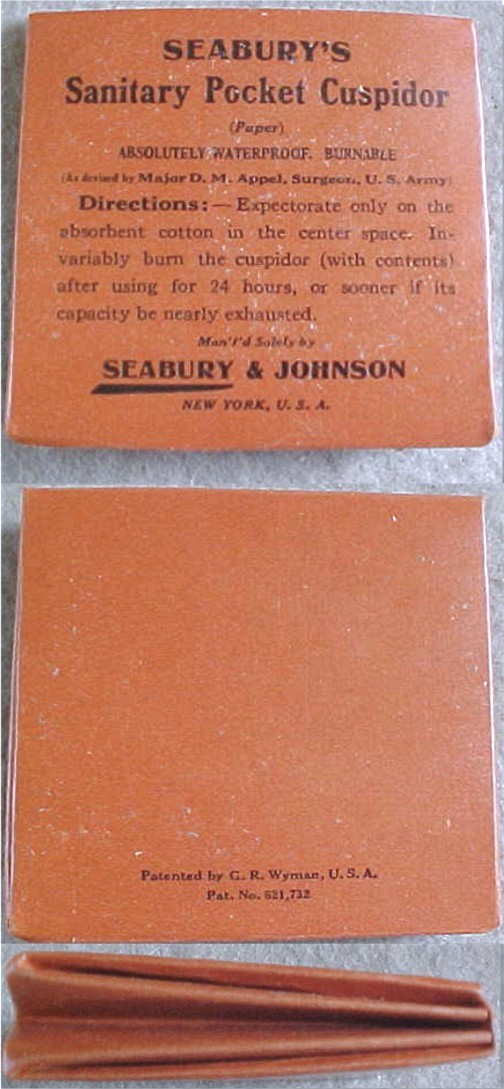 SEABURY'S
Sanitary Pocket Cuspidor
(Paper)
ABSOLUTELY WATERPROOF. BURNABLE
(As devised by Major D. M. Appel, Surgeon, U. S. Army)
Directions:—Expectorate only on the
absorbent cotton in the center space. In-
variably burn the cuspidor (with contents)
after using for 24 hours, or sooner if its
capacity be nearly exhausted.
Man'f'd Solely by
SEABURY & JOHNSON
NEW YORK, U. S. A.
Patented by G. R. Wyman, U. S. A.
Pat. No. 621,732